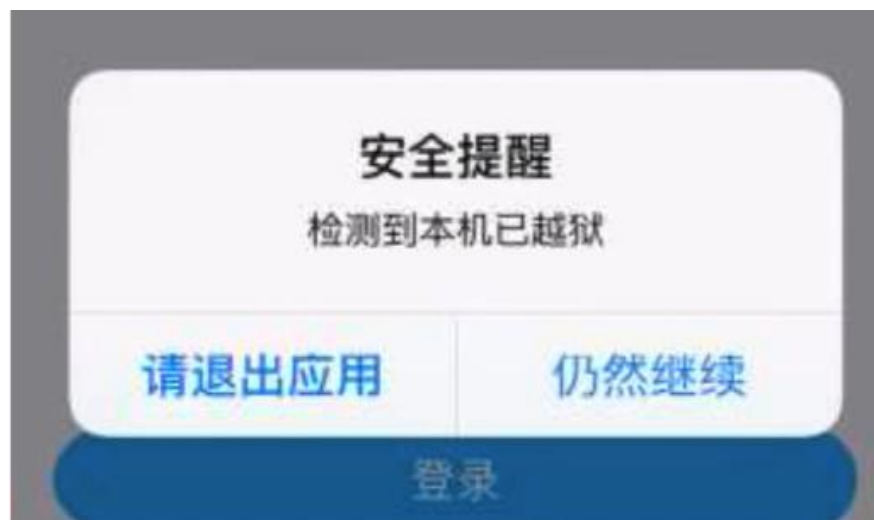 安全提醒
检测到本机已越狱
请退出应用
仍然继续
登录